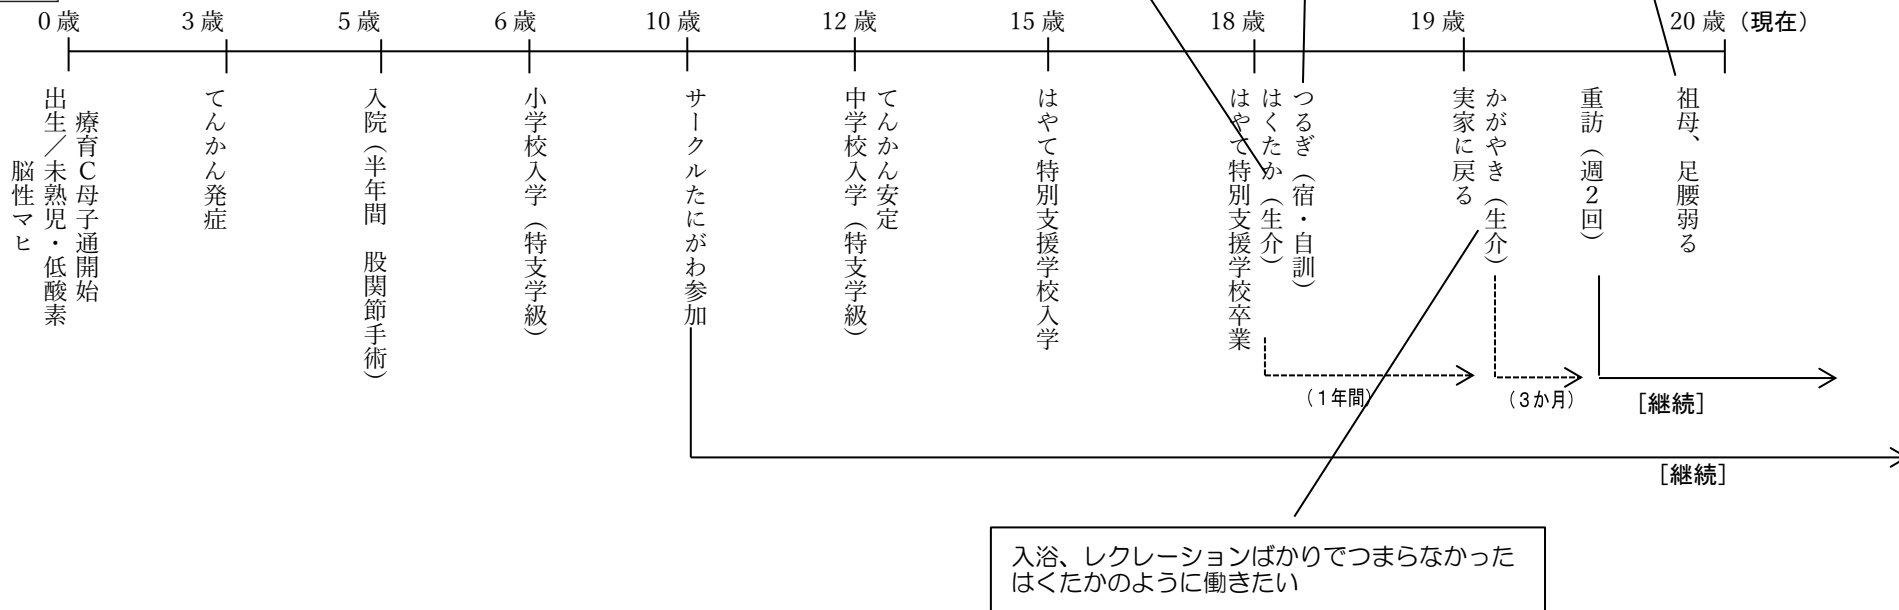 0歳
3歳
5歳
6歳
10歳
12歳
15歳
18歳
19歳
20歳（現在）
療育Ｃ母子通開始
出生／未熟児・低酸素
脳性マヒ
てんかん発症
入院（半年間　股関節手術）
小学校入学（特支学級）
サークルたにがわ参加
てんかん安定
中学校入学（特支学級）
はやて特別支援学校入学
つるぎ（宿・自訓）
はくたか（生介）
はやて特別支援学校卒業
かがやき（生介）
実家に戻る
重訪（週２回）
祖母、足腰弱る
（１年間）
（３か月）
［継続］
［継続］
入浴、レクレーションばかりでつまらなかった
はくたかのように働きたい